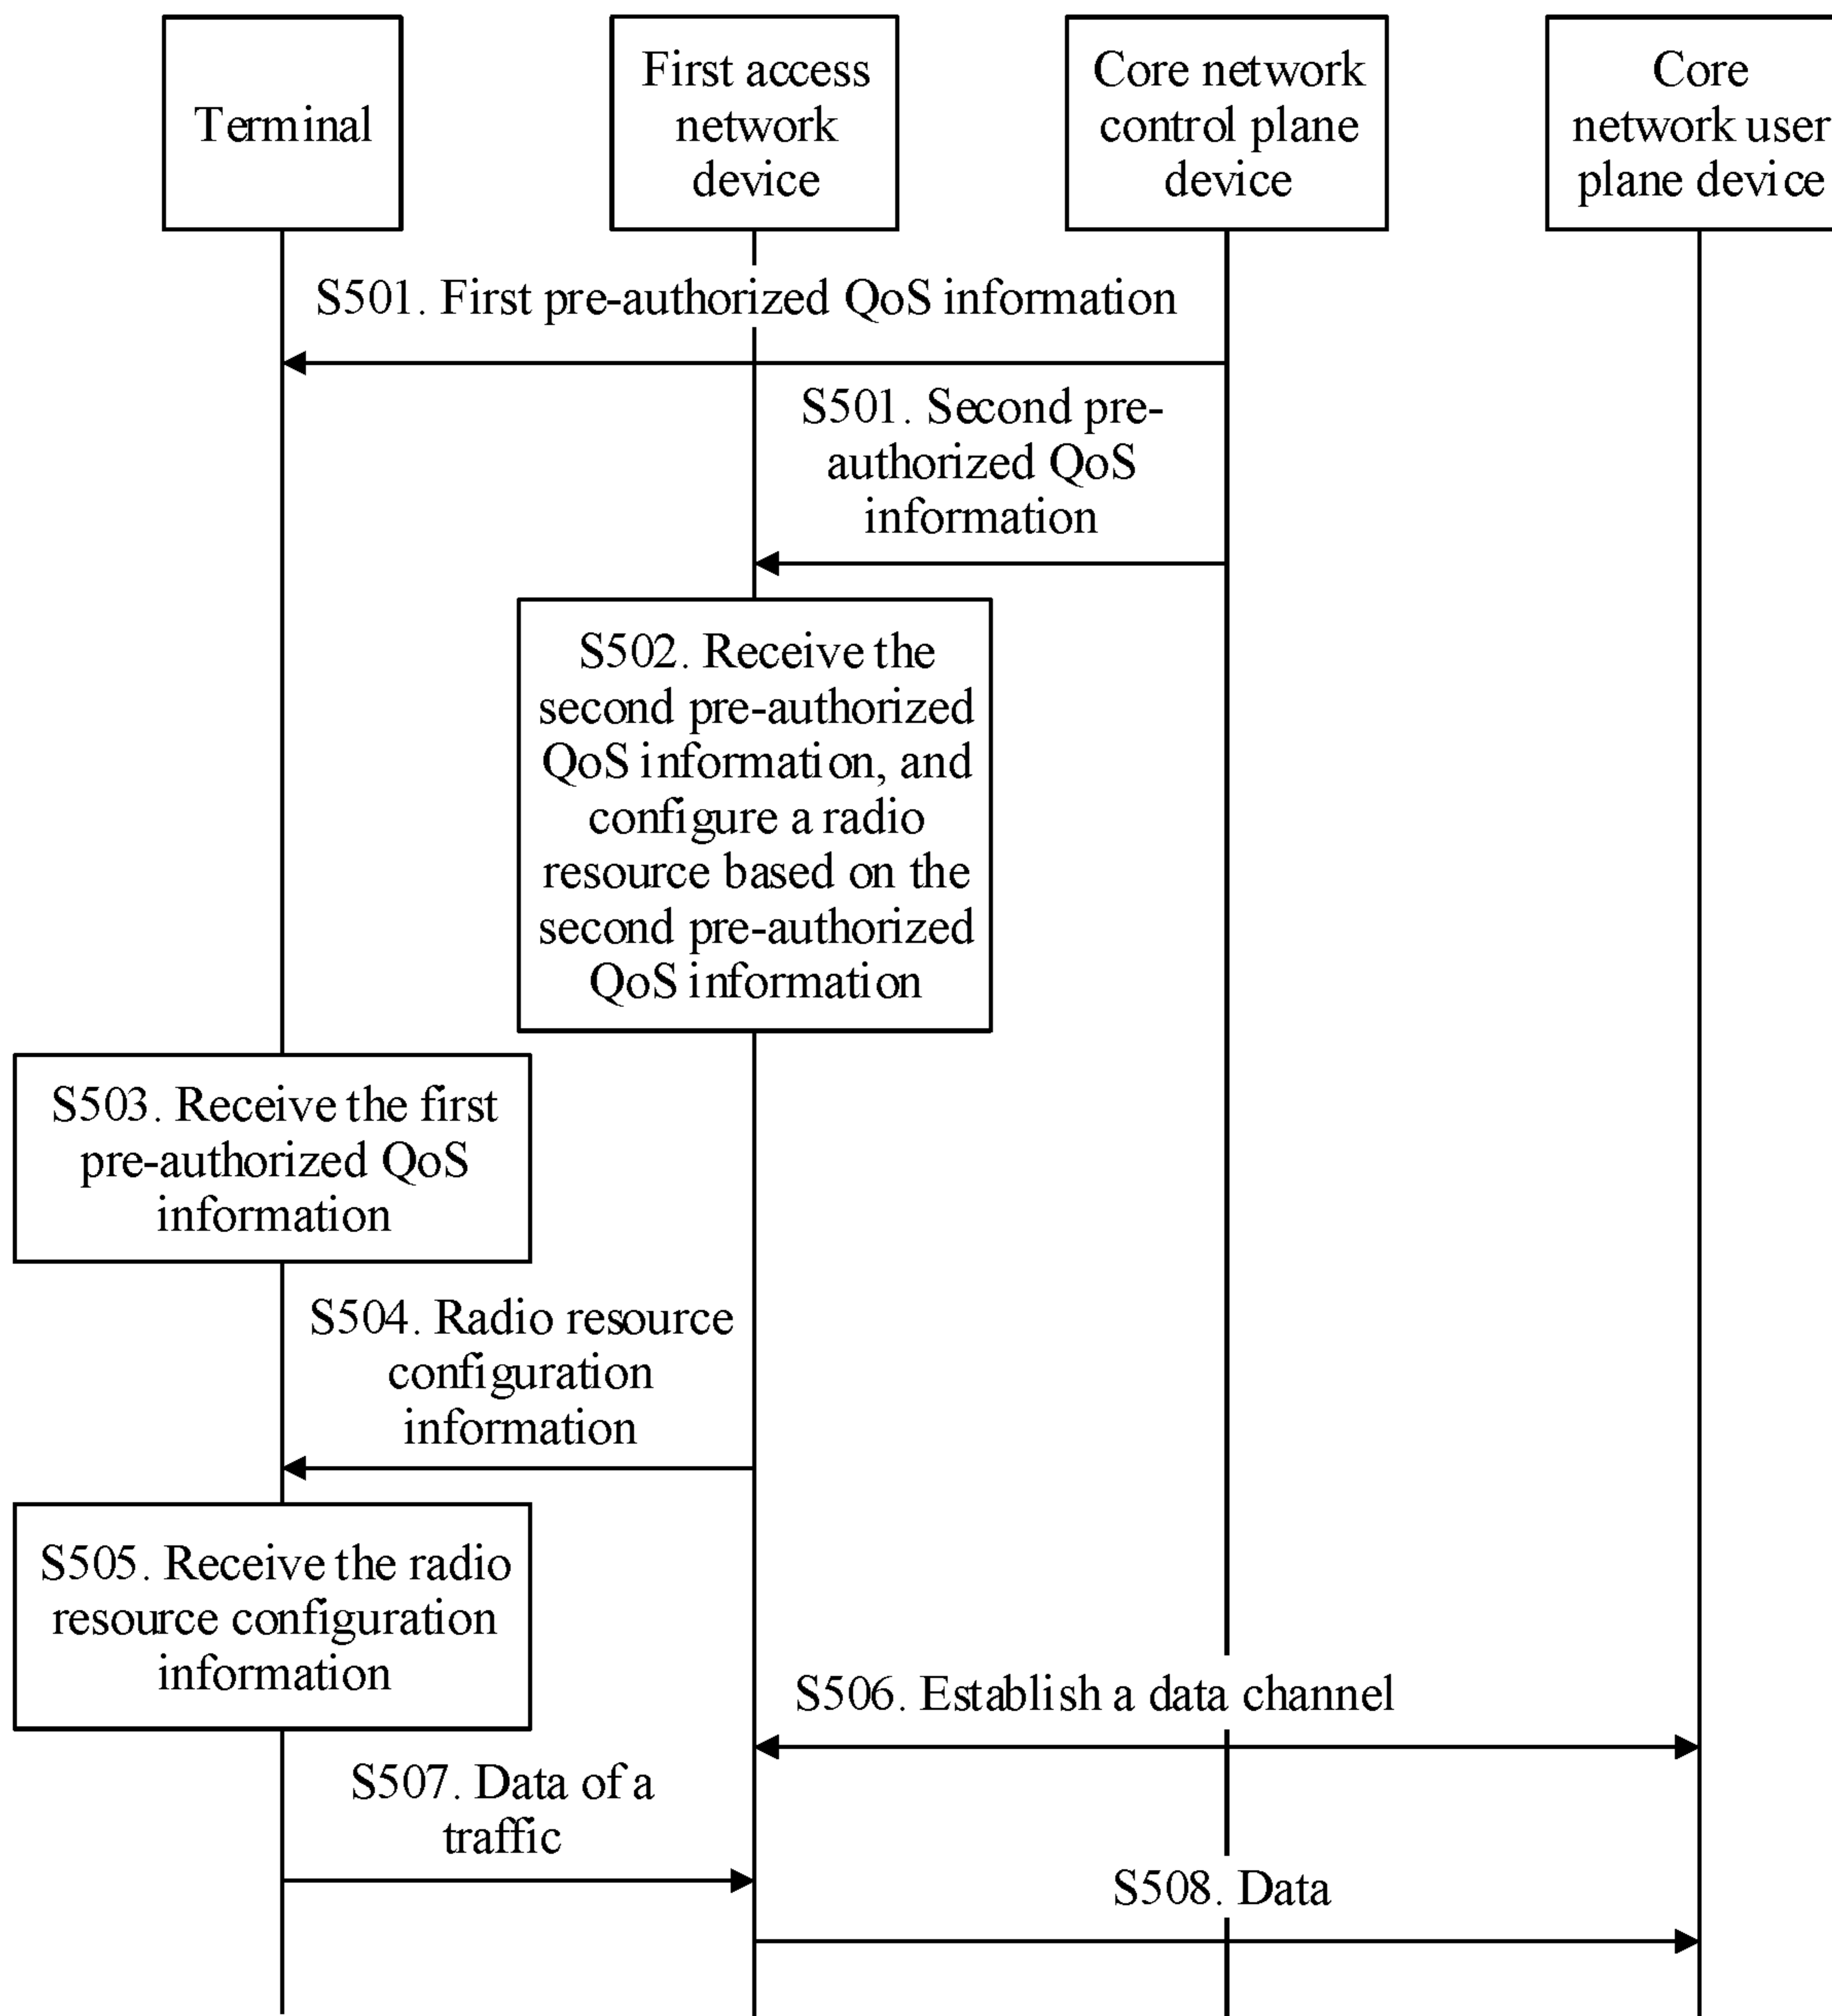 Terminal
First access
network
device
Core network
control plane
device
Core
network user
plane device
S501. First pre-authorized QoS information
S501. Second pre-
authorized QoS
information
S502. Receive the
second pre-authorized
QoS information, and
configure a radio
resource based on the
second pre-authorized
QoS information
S503. Receive the first
pre-authorized QoS
information
S504. Radio resource
configuration
information
S505. Receive the radio
resource configuration
information
S506. Establish a data channel
S507. Data of a
traffic
S508. Data